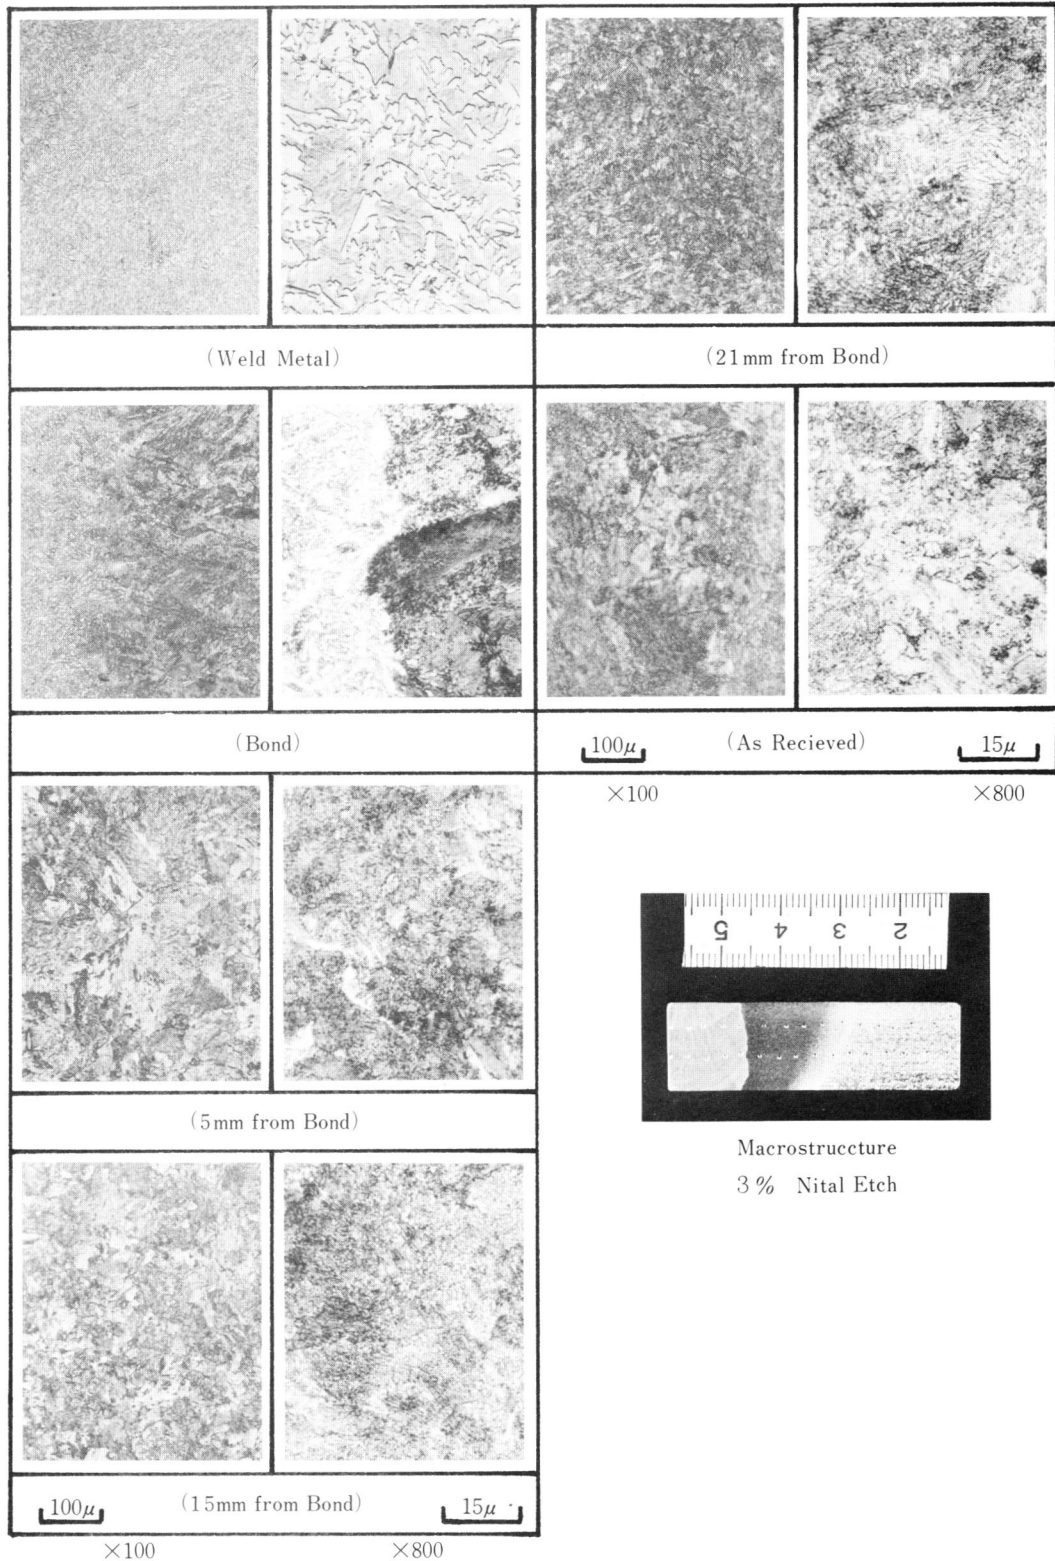 (Weld Metal)
(21mm from Bond)
(Bond)
100μ (As Recieved) 15μ
×100 ×800
5 4 3 2
(5mm from Bond)
Macrostruccture
3% Nital Etch
100μ (15mm from Bond) 15μ
×100 ×800